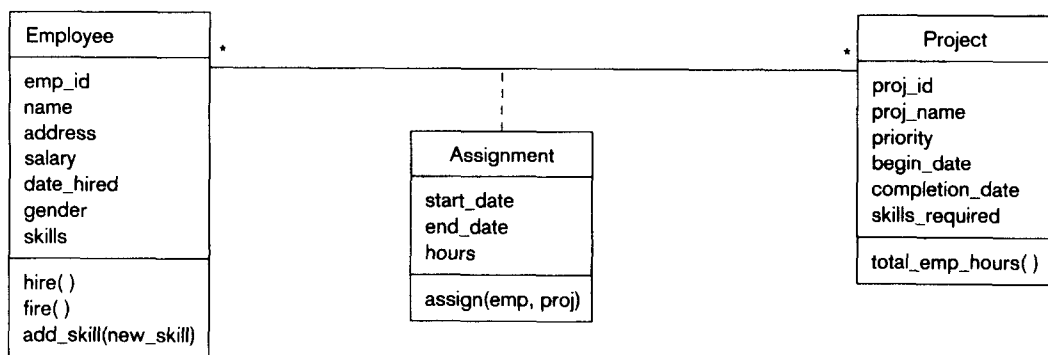 Employee
emp_id
name
address
salary
date_hired
gender
skills
hire( )
fire( )
add_skill(new_skill)
*
*
Assignment
start_date
end_date
hours
assign(emp, proj)
Project
proj_id
proj_name
priority
begin_date
completion_date
skills_required
total_emp_hours( )